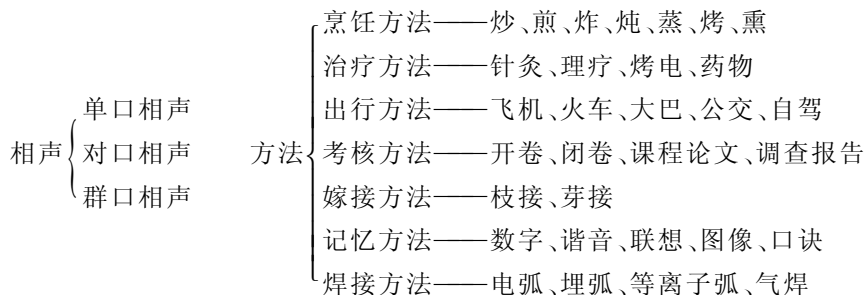 相声
单口相声
对口相声
群口相声
方法
烹饪方法——炒、煎、炸、炖、蒸、烤、熏
治疗方法——针灸、理疗、烤电、药物
出行方法——飞机、火车、大巴、公交、自驾
考核方法——开卷、闭卷、课程论文、调查报告
嫁接方法——枝接、芽接
记忆方法——数字、谐音、联想、图像、口诀
焊接方法——电弧、埋弧、等离子弧、气焊